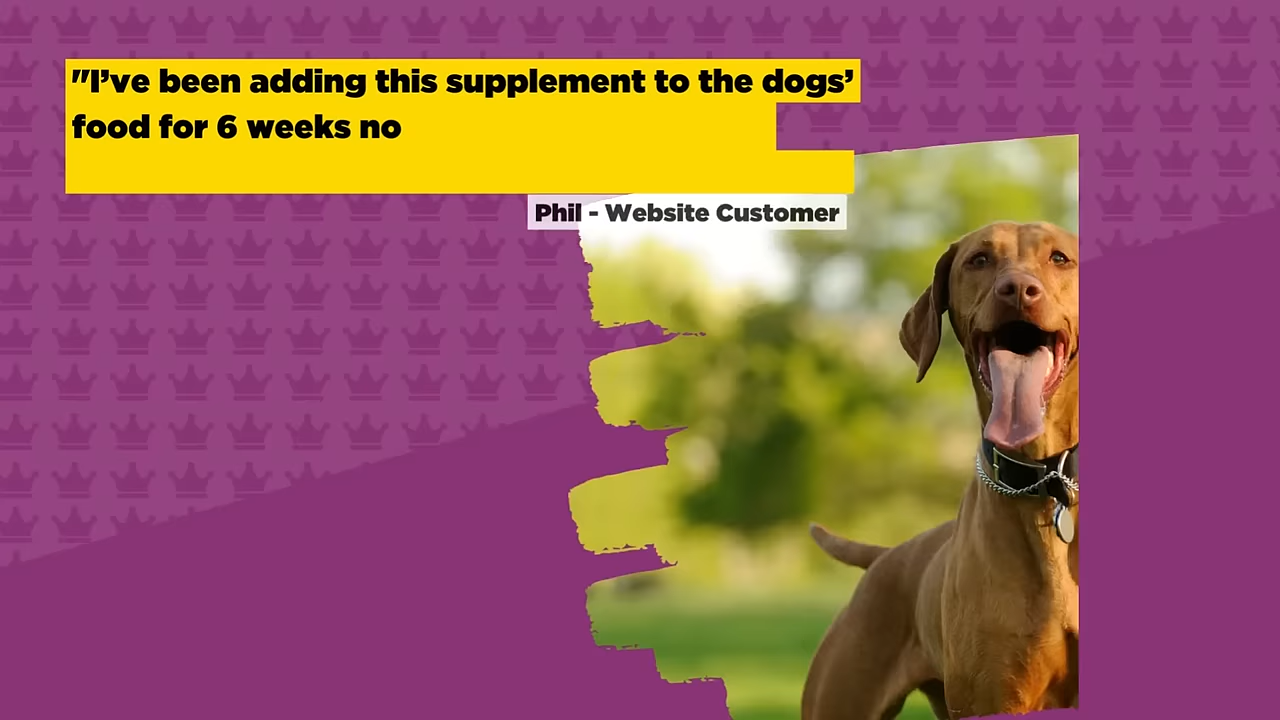 "I’ve been adding this supplement to the dogs’
food for 6 weeks no
Phil - Website Customer